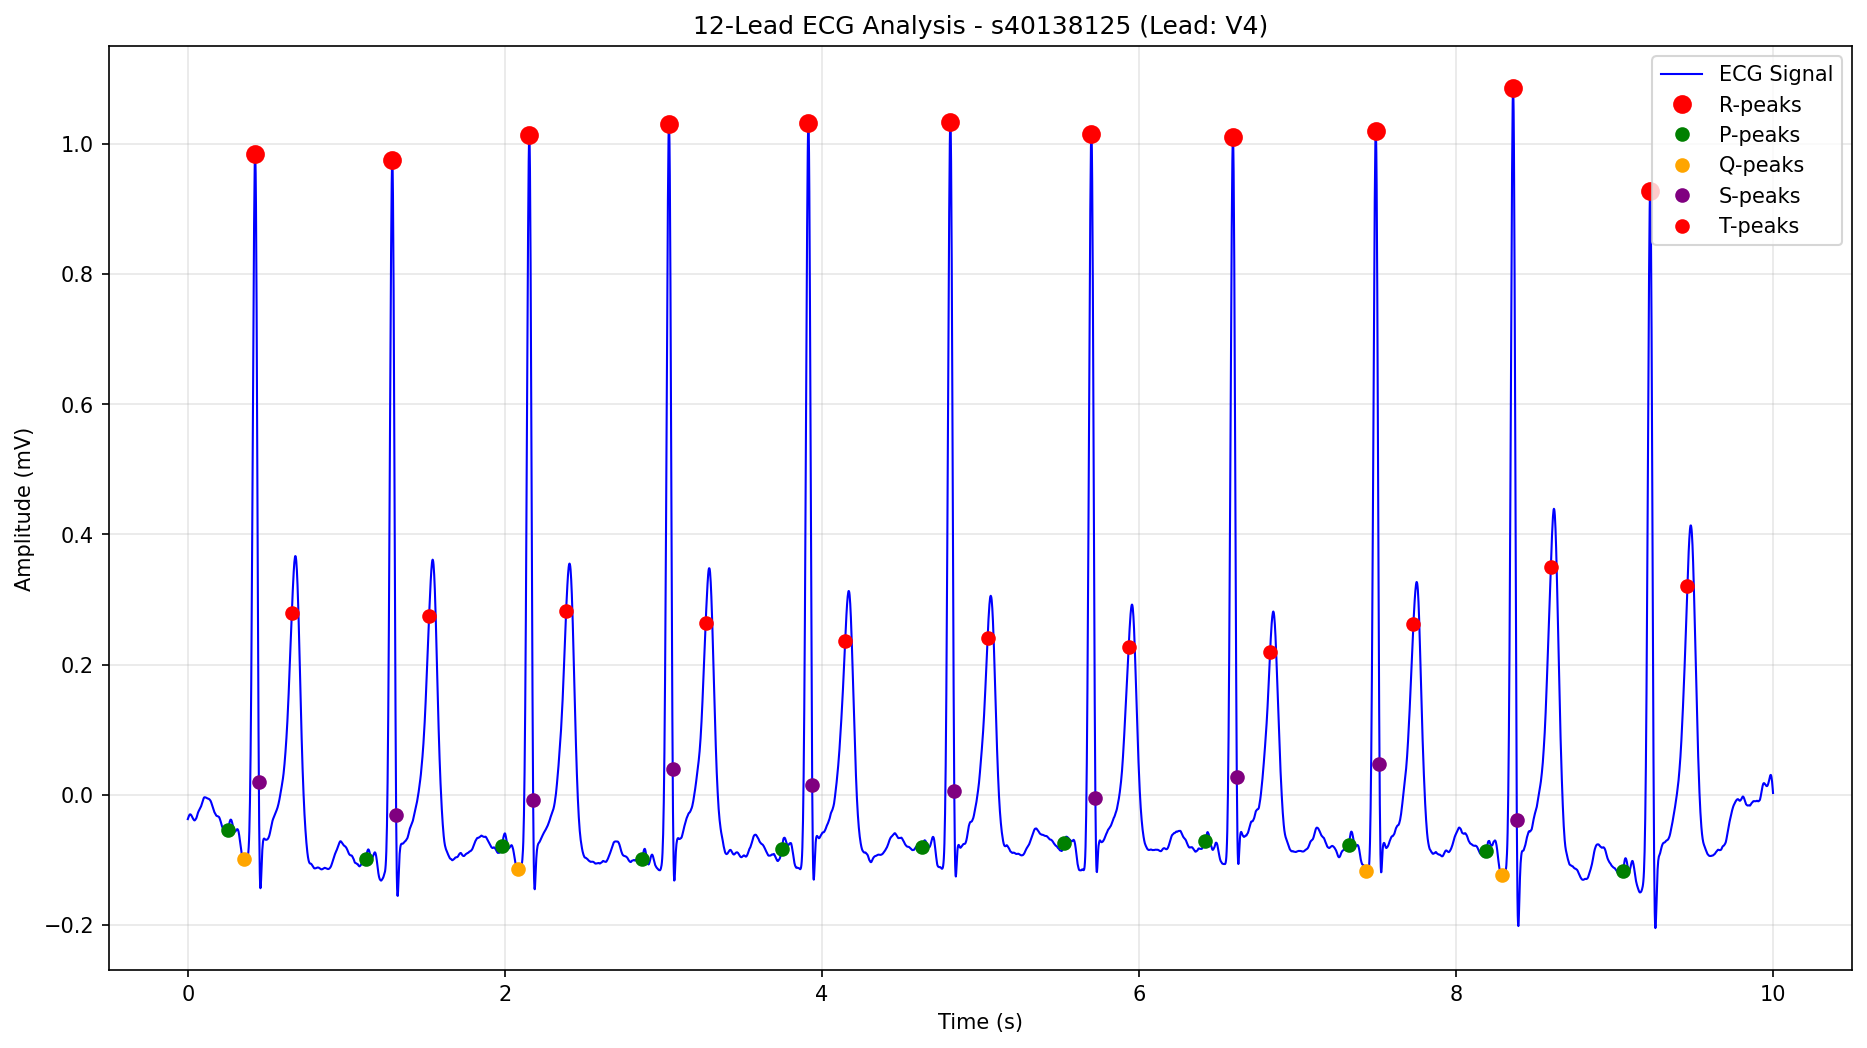 12-Lead ECG Analysis - s40138125 (Lead: V4)
ECG Signal
R-peaks
P-peaks
Q-peaks
S-peaks
T-peaks
Amplitude (mV)
1.0
0.8
0.6
0.4
0.2
0.0
−0.2
0 2 4 6 8 10
Time (s)